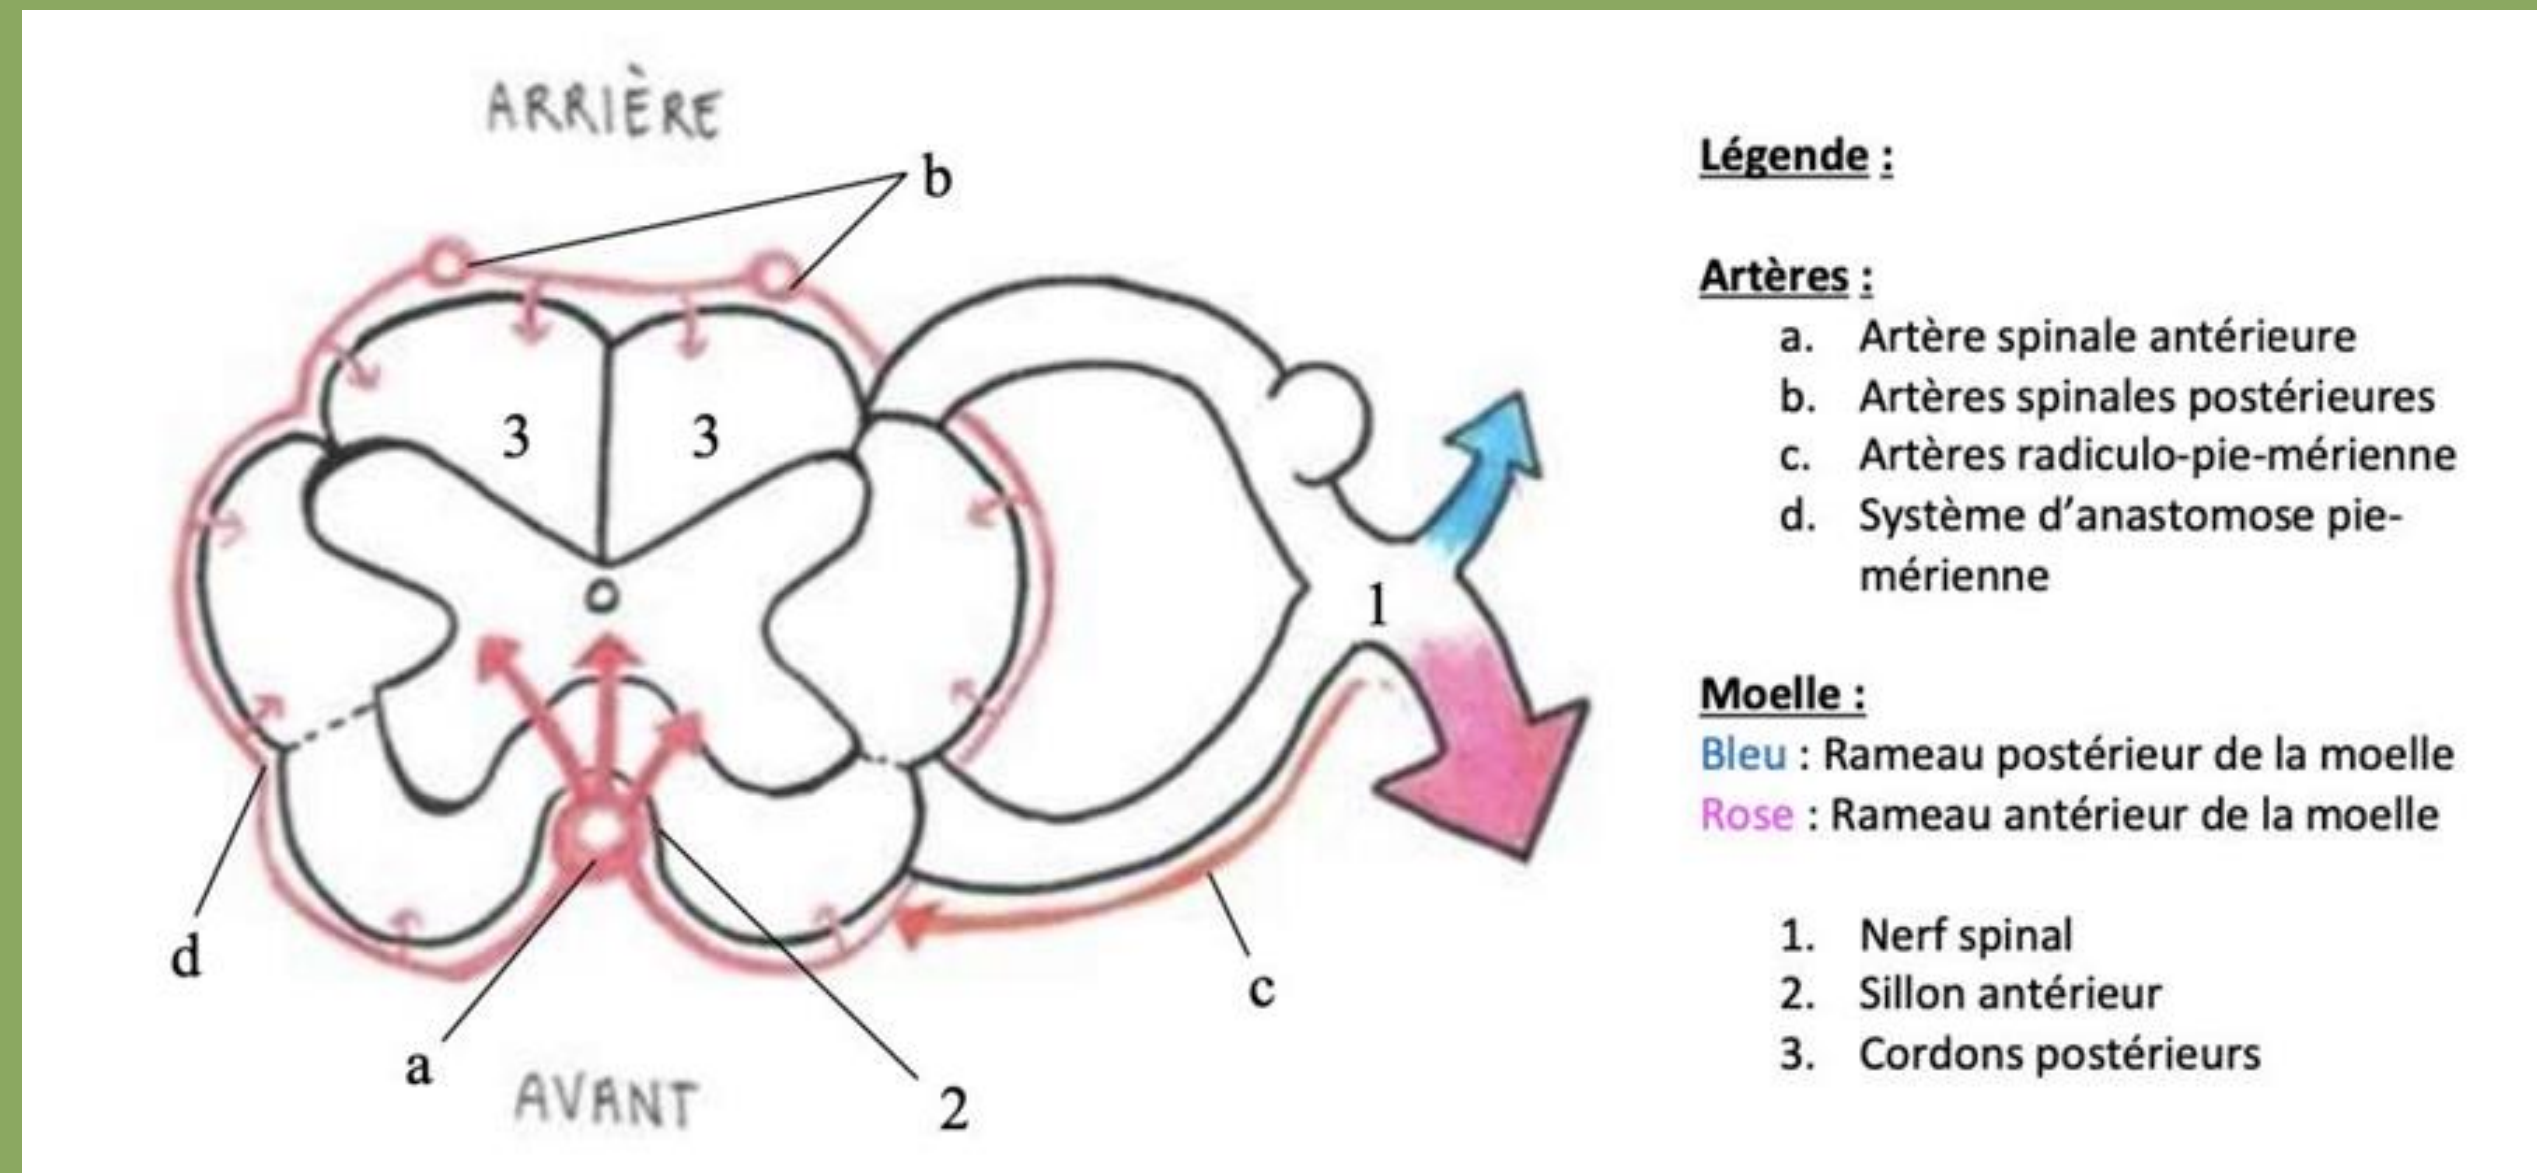 ARRIÈRE
b
3 3
1
d
c
a
AVANT
2
Légende :
Artères :
a. Artère spinale antérieure
b. Artères spinales postérieures
c. Artères radiculo-pie-mérienne
d. Système d’anastomose pie-
mérienne
Moelle :
Bleu : Rameau postérieur de la moelle
Rose : Rameau antérieur de la moelle
1. Nerf spinal
2. Sillon antérieur
3. Cordons postérieurs